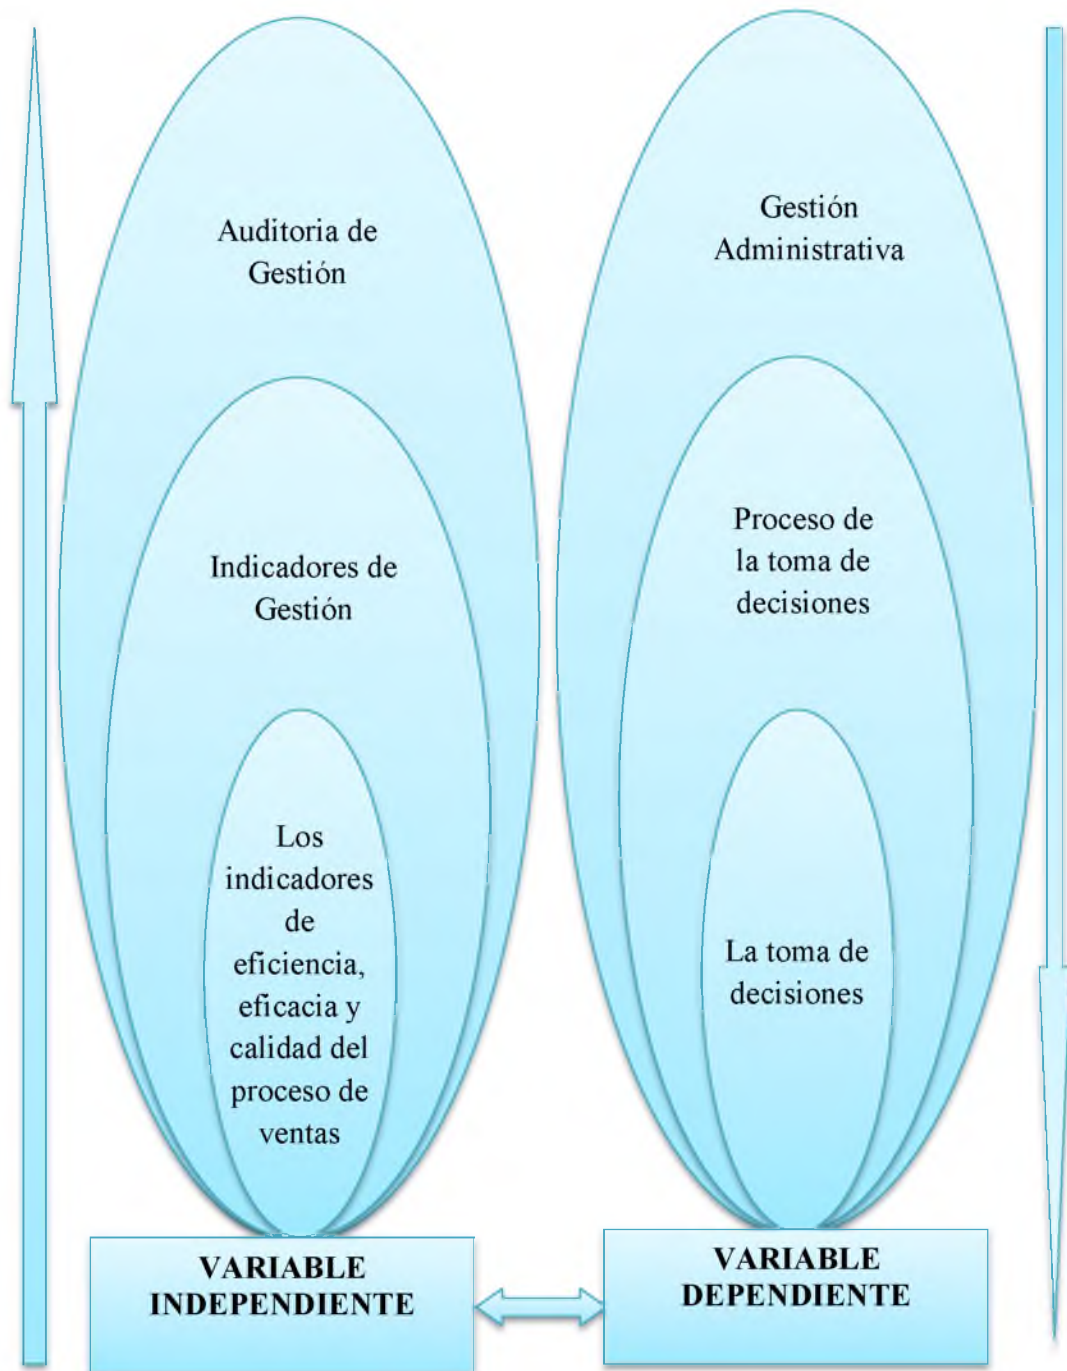 Auditoria de
Gestión
Indicadores de
Gestión
Los
indicadores
de
eficiencia,
eficacia y
calidad del
proceso de
ventas
VARIABLE
INDEPENDIENTE
Gestión
Administrativa
Proceso de
la toma de
decisiones
La toma de
decisiones
VARIABLE
DEPENDIENTE